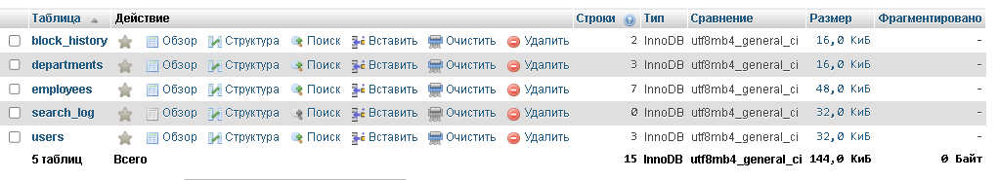 Таблица Действие Строки Тип Сравнение Размер Фрагментировано
block_history Обзор Структура Поиск Вставить Очистить Удалить 2 InnoDB utf8mb4_general_ci 16,0 КиБ -
departments Обзор Структура Поиск Вставить Очистить Удалить 3 InnoDB utf8mb4_general_ci 16,0 КиБ -
employees Обзор Структура Поиск Вставить Очистить Удалить 7 InnoDB utf8mb4_general_ci 48,0 КиБ -
search_log Обзор Структура Поиск Вставить Очистить Удалить 0 InnoDB utf8mb4_general_ci 32,0 КиБ -
users Обзор Структура Поиск Вставить Очистить Удалить 3 InnoDB utf8mb4_general_ci 32,0 КиБ -
5 таблиц Всего 15 InnoDB utf8mb4_general_ci 144,0 КиБ 0 Байт